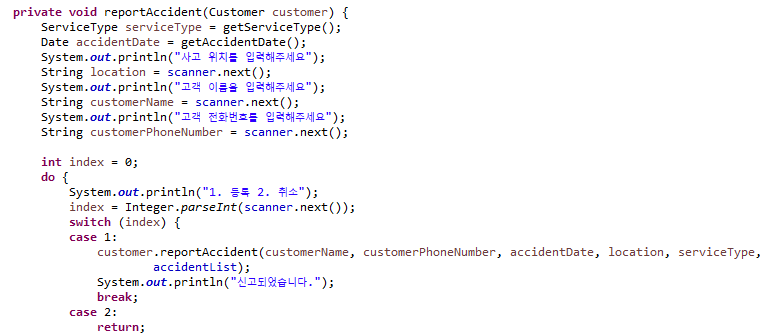 private void reportAccident(Customer customer) {
ServiceType serviceType = getServiceType();
Date accidentDate = getAccidentDate();
System.out.println("사고 위치를 입력해주세요");
String location = scanner.next();
System.out.println("고객 이름을 입력해주세요");
String customerName = scanner.next();
System.out.println("고객 전화번호를 입력해주세요");
String customerPhoneNumber = scanner.next();
int index = 0;
do {
System.out.println("1. 등록 2. 취소");
index = Integer.parseInt(scanner.next());
switch (index) {
case 1:
customer.reportAccident(customerName, customerPhoneNumber, accidentDate, location, serviceType,
accidentList);
System.out.println("신고되었습니다.");
break;
case 2:
return;